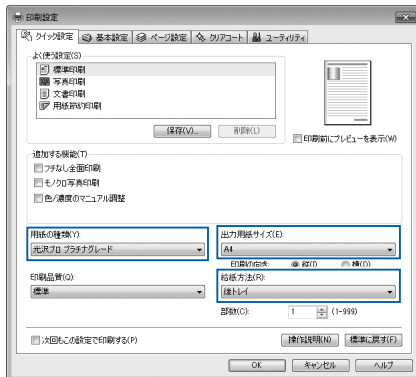 印刷設定
クイック設定 基本設定 ページ設定 クリアコート ユーティリティ
よく使う設定(S)
標準印刷
写真印刷
文書印刷
用紙節約印刷
保存(V)... 削除(L)
印刷前にプレビューを表示(W)
追加する機能(T)
フチなし全面印刷
モノクロ写真印刷
色/濃度のマニュアル調整
用紙の種類(Y): 出力用紙サイズ(E):
光沢プロ プラチナグレード A4
印刷の向き: 縦(I) 横(D)
印刷品質(Q): 給紙方法(R):
標準 後トレイ
部数(C): 1 (1-999)
次回もこの設定で印刷する(P) 操作説明(N) 標準に戻す(F)
OK キャンセル ヘルプ